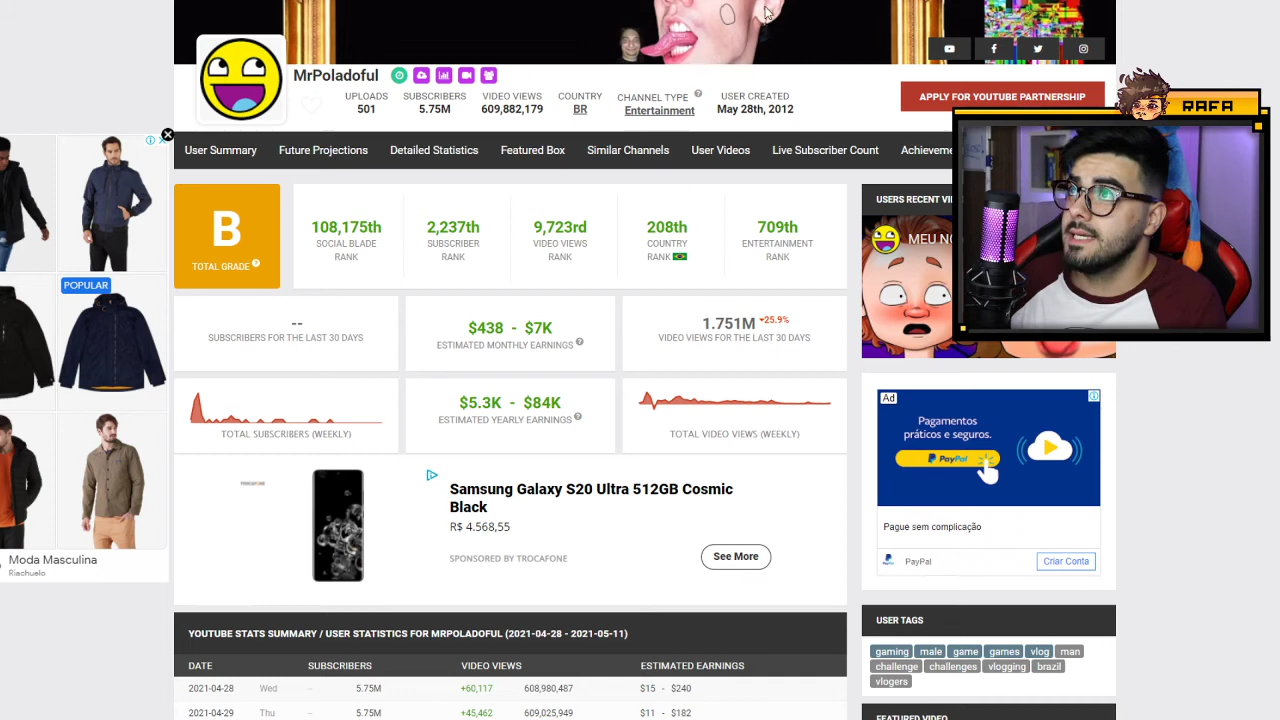 MrPoladoful
UPLOADS
501
SUBSCRIBERS
5.75M
VIDEO VIEWS
609,882,179
COUNTRY
BR
CHANNEL TYPE ?
Entertainment
USER CREATED
May 28th, 2012
APPLY FOR YOUTUBE PARTNERSHIP
RAFA
User Summary
Future Projections
Detailed Statistics
Featured Box
Similar Channels
User Videos
Live Subscriber Count
Achieveme
B
TOTAL GRADE ?
108,175th
SOCIAL BLADE
RANK
2,237th
SUBSCRIBER
RANK
9,723rd
VIDEO VIEWS
RANK
208th
COUNTRY
RANK
709th
ENTERTAINMENT
RANK
USERS RECENT VI
MEU NO
POPULAR
--
SUBSCRIBERS FOR THE LAST 30 DAYS
$438 - $7K
ESTIMATED MONTHLY EARNINGS ?
1.751M 25.9%
VIDEO VIEWS FOR THE LAST 30 DAYS
TOTAL SUBSCRIBERS (WEEKLY)
$5.3K - $84K
ESTIMATED YEARLY EARNINGS ?
TOTAL VIDEO VIEWS (WEEKLY)
Moda Masculina
Riachuelo
TROCAFONE
Samsung Galaxy S20 Ultra 512GB Cosmic
Black
R$ 4.568,55
SPONSORED BY TROCAFONE
See More
Ad
Pagamentos
práticos e seguros.
PayPal
Pague sem complicação
PayPal
Criar Conta
YOUTUBE STATS SUMMARY / USER STATISTICS FOR MRPOLADOFUL (2021-04-28 - 2021-05-11)
DATE SUBSCRIBERS VIDEO VIEWS ESTIMATED EARNINGS
2021-04-28 Wed -- 5.75M +60,117 608,980,487 $15 - $240
2021-04-29 Thu -- 5.75M +45,462 609,025,949 $11 - $182
USER TAGS
gaming male game games vlog man
challenge challenges vlogging brazil
vlogers
FEATURED VIDEO